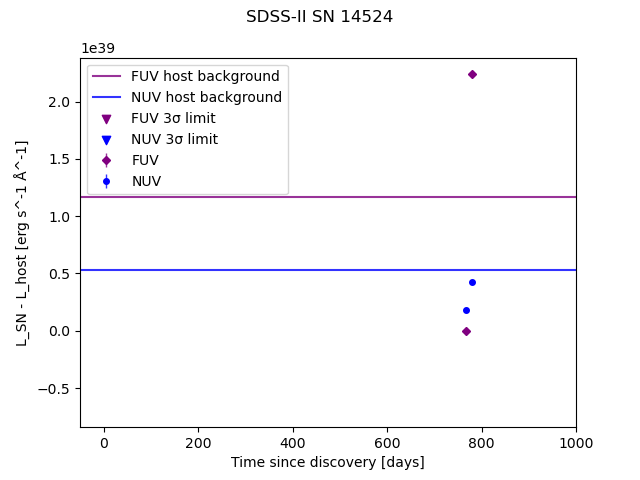 SDSS-II SN 14524
1e39
FUV host background
NUV host background
FUV 3σ limit
NUV 3σ limit
FUV
NUV
2.0
1.5
1.0
0.5
0.0
−0.5
L_SN - L_host [erg s^-1 Å^-1]
0 200 400 600 800 1000
Time since discovery [days]